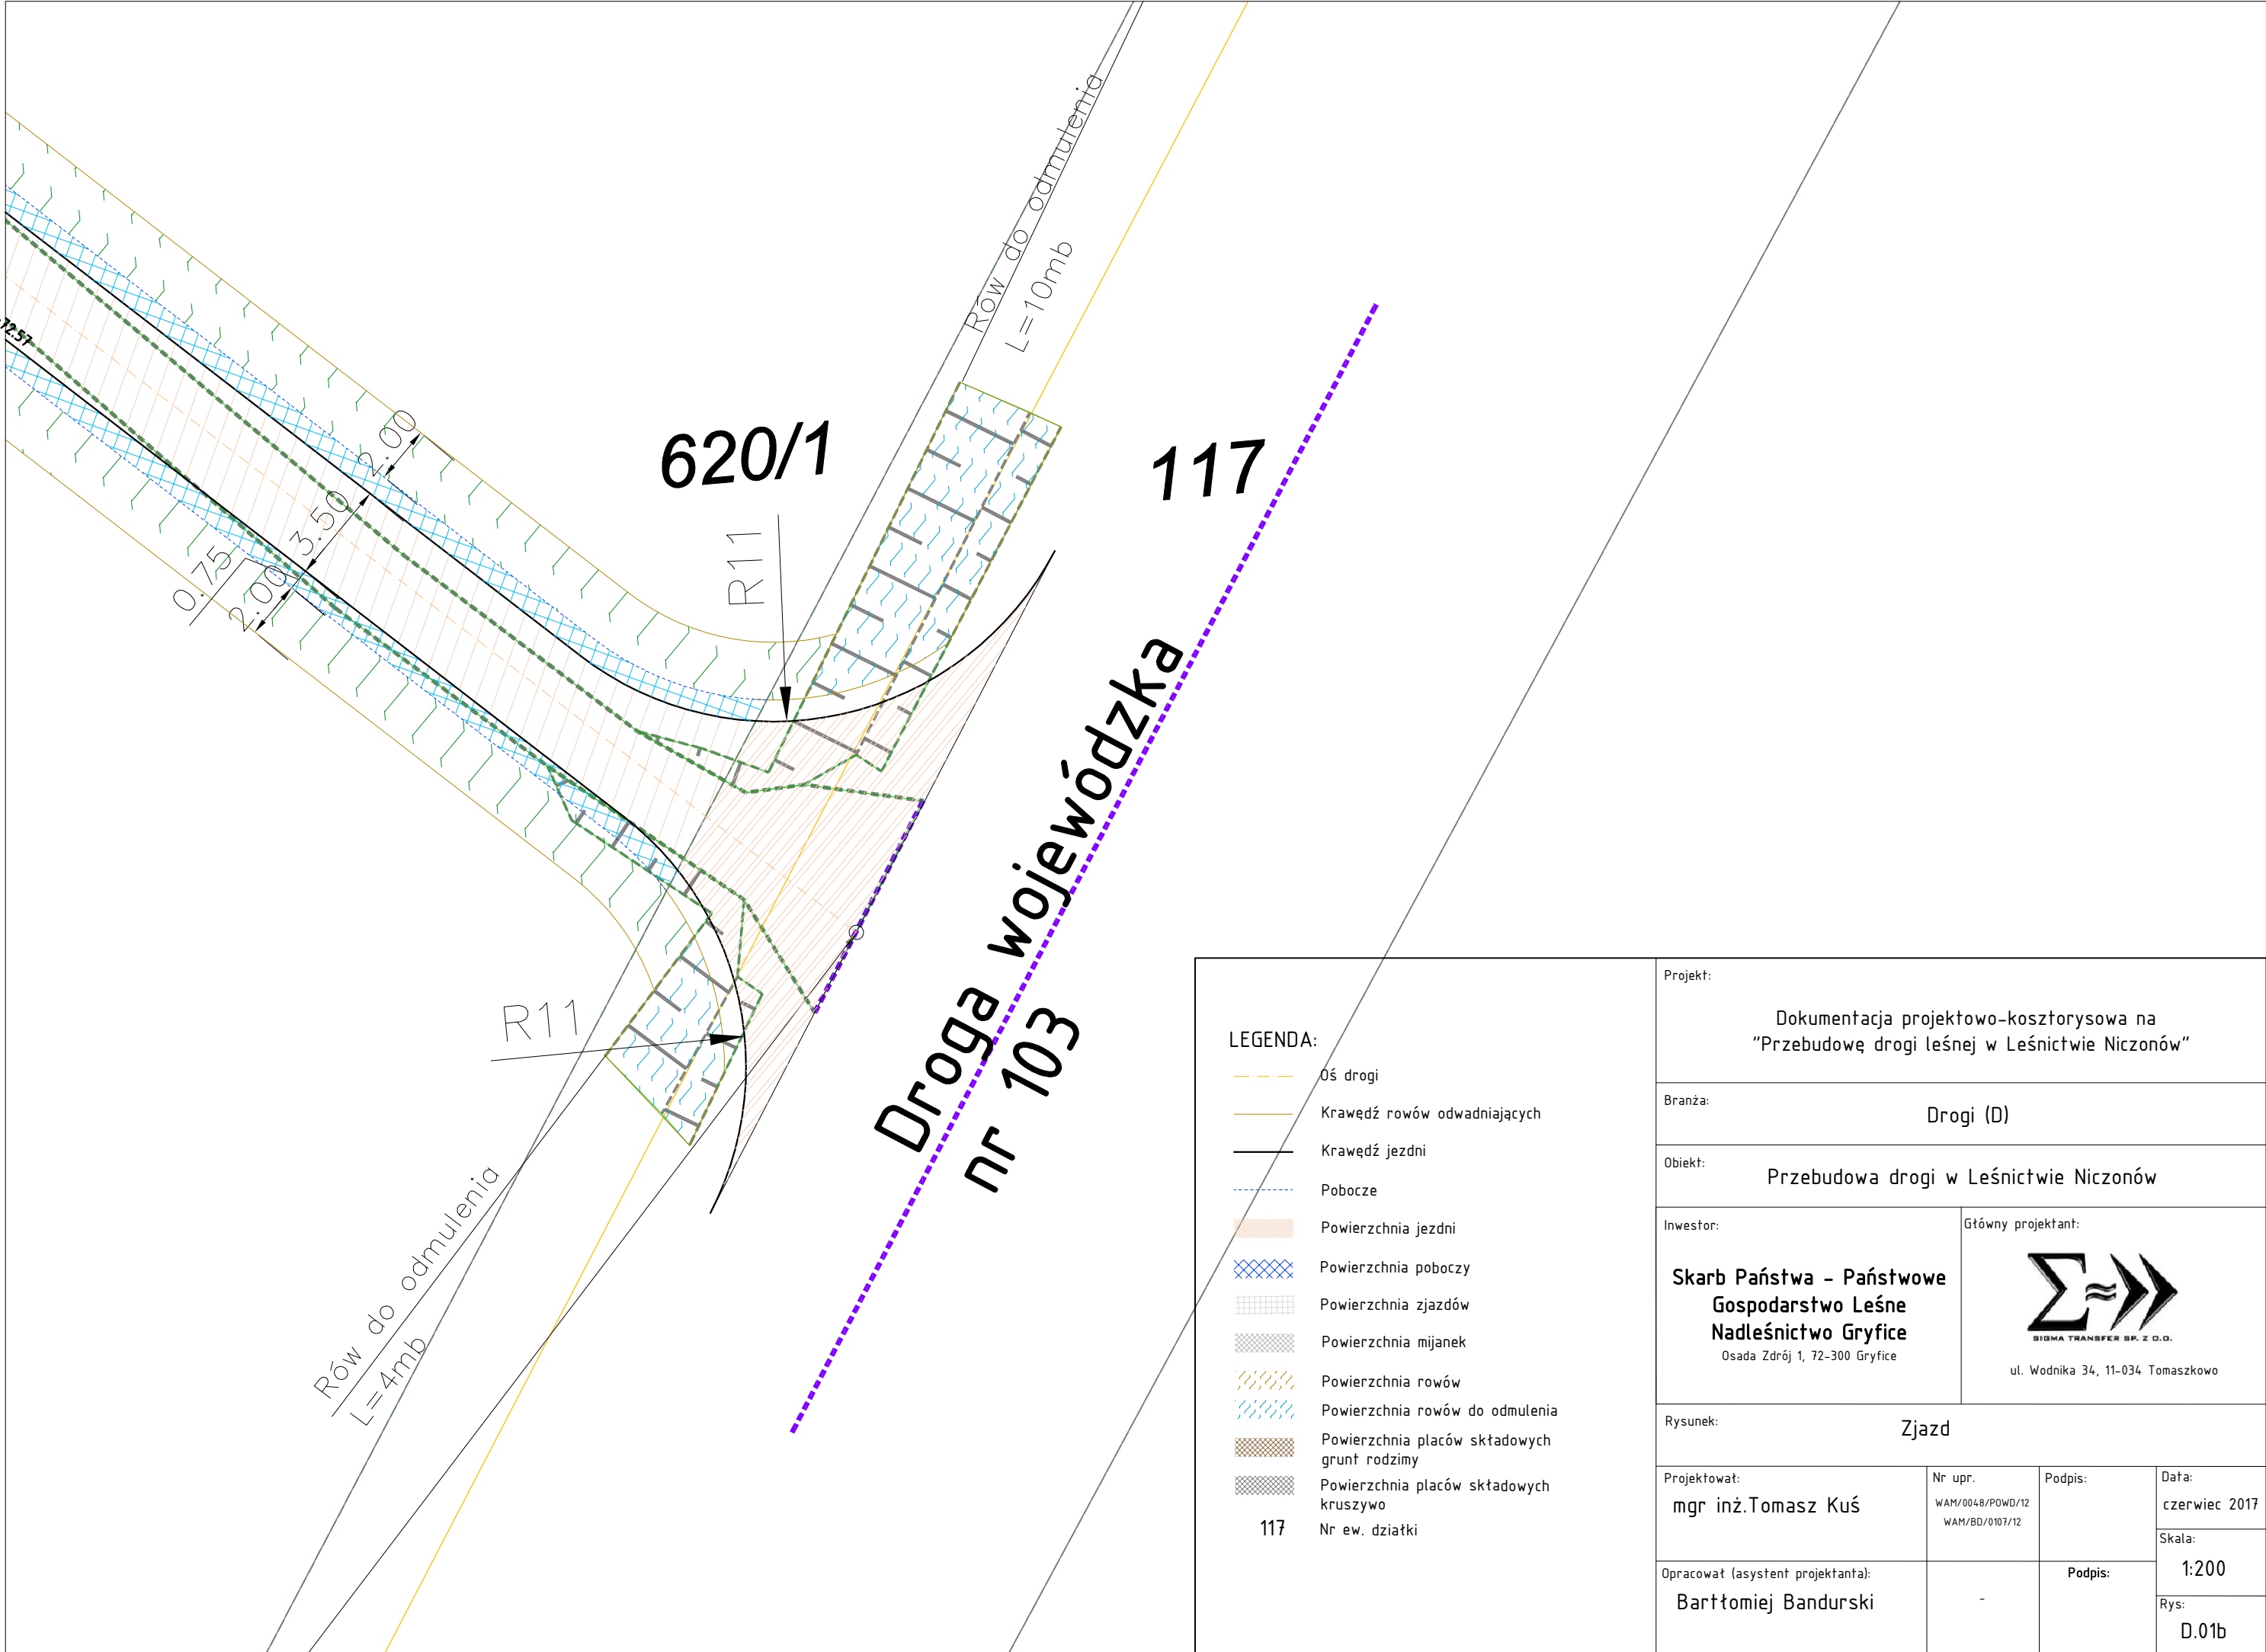 Rów do odmulenia
L=10mb
72.57
2.00
3.50
0.75
2.00
620/1
117
R11
R11
Droga wojewódzka
nr 103
Rów do odmulenia
L=4mb
LEGENDA:
Oś drogi
Krawędź rowów odwadniających
Krawędź jezdni
Pobocze
Powierzchnia jezdni
Powierzchnia poboczy
Powierzchnia zjazdów
Powierzchnia mijanek
Powierzchnia rowów
Powierzchnia rowów do odmulenia
Powierzchnia placów składowych
grunt rodzimy
Powierzchnia placów składowych
kruszywo
117 Nr ew. działki
Projekt:
Dokumentacja projektowo-kosztorysowa na
"Przebudowę drogi leśnej w Leśnictwie Niczonów"
Branża:
Drogi (D)
Obiekt:
Przebudowa drogi w Leśnictwie Niczonów
Inwestor:
Skarb Państwa - Państwowe
Gospodarstwo Leśne
Nadleśnictwo Gryfice
Osada Zdrój 1, 72-300 Gryfice
Główny projektant:
SIGMA TRANSFER SP. Z O.O.
ul. Wodnika 34, 11-034 Tomaszkowo
Rysunek:
Zjazd
Projektował:
mgr inż.Tomasz Kuś
Nr upr.
WAM/0048/POWD/12
WAM/BD/0107/12
Podpis:
Data:
czerwiec 2017
Skala:
1:200
Opracował (asystent projektanta):
Bartłomiej Bandurski
-
Podpis:
Rys:
D.01b